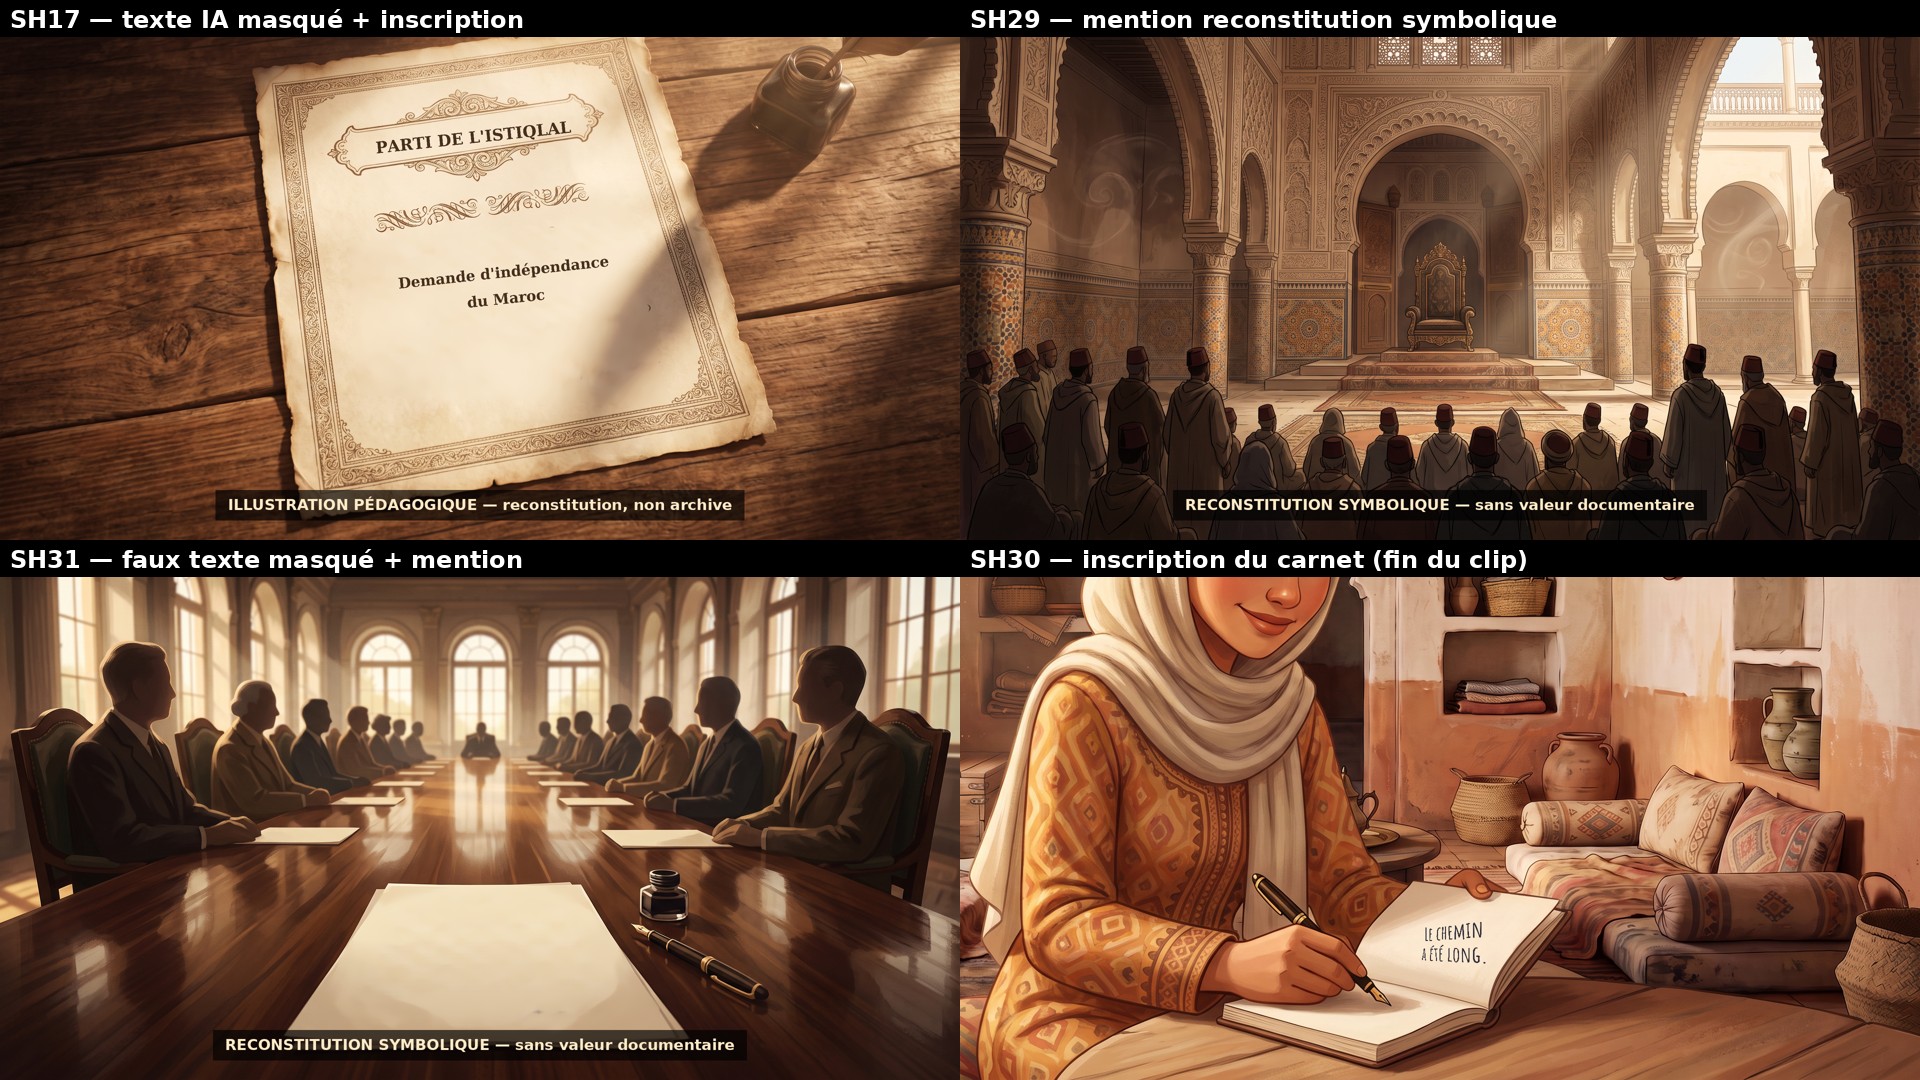 SH17 — texte IA masqué + inscription
PARTI DE L'ISTIQLAL
Demande d'indépendance
du Maroc
ILLUSTRATION PÉDAGOGIQUE — reconstitution, non archive
SH29 — mention reconstitution symbolique
RECONSTITUTION SYMBOLIQUE — sans valeur documentaire
SH31 — faux texte masqué + mention
RECONSTITUTION SYMBOLIQUE — sans valeur documentaire
SH30 — inscription du carnet (fin du clip)
LE CHEMIN
A ÉTÉ LONG.